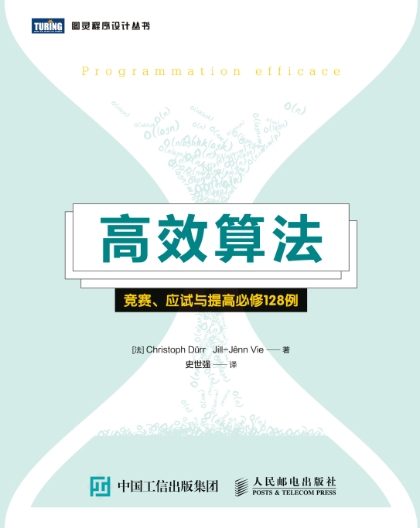 TURING 图灵程序设计丛书
Programmation efficace
高效算法
竞赛、应试与提高必修128例
[法] Christoph Dürr Jill-Jênn Vie —— 著
史世强 —— 译
中国工信出版集团 人民邮电出版社
POSTS & TELECOM PRESS